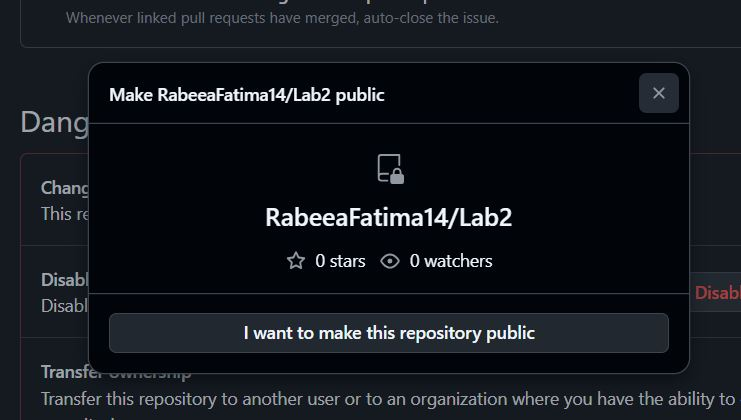 Whenever linked pull requests have merged, auto-close the issue.
Make RabeeaFatima14/Lab2 public
Dang
RabeeaFatima14/Lab2
Chang
This re
0 stars 0 watchers
Disabl
Disabl
Disabl
I want to make this repository public
Transfer ownership
Transfer this repository to another user or to an organization where you have the ability to